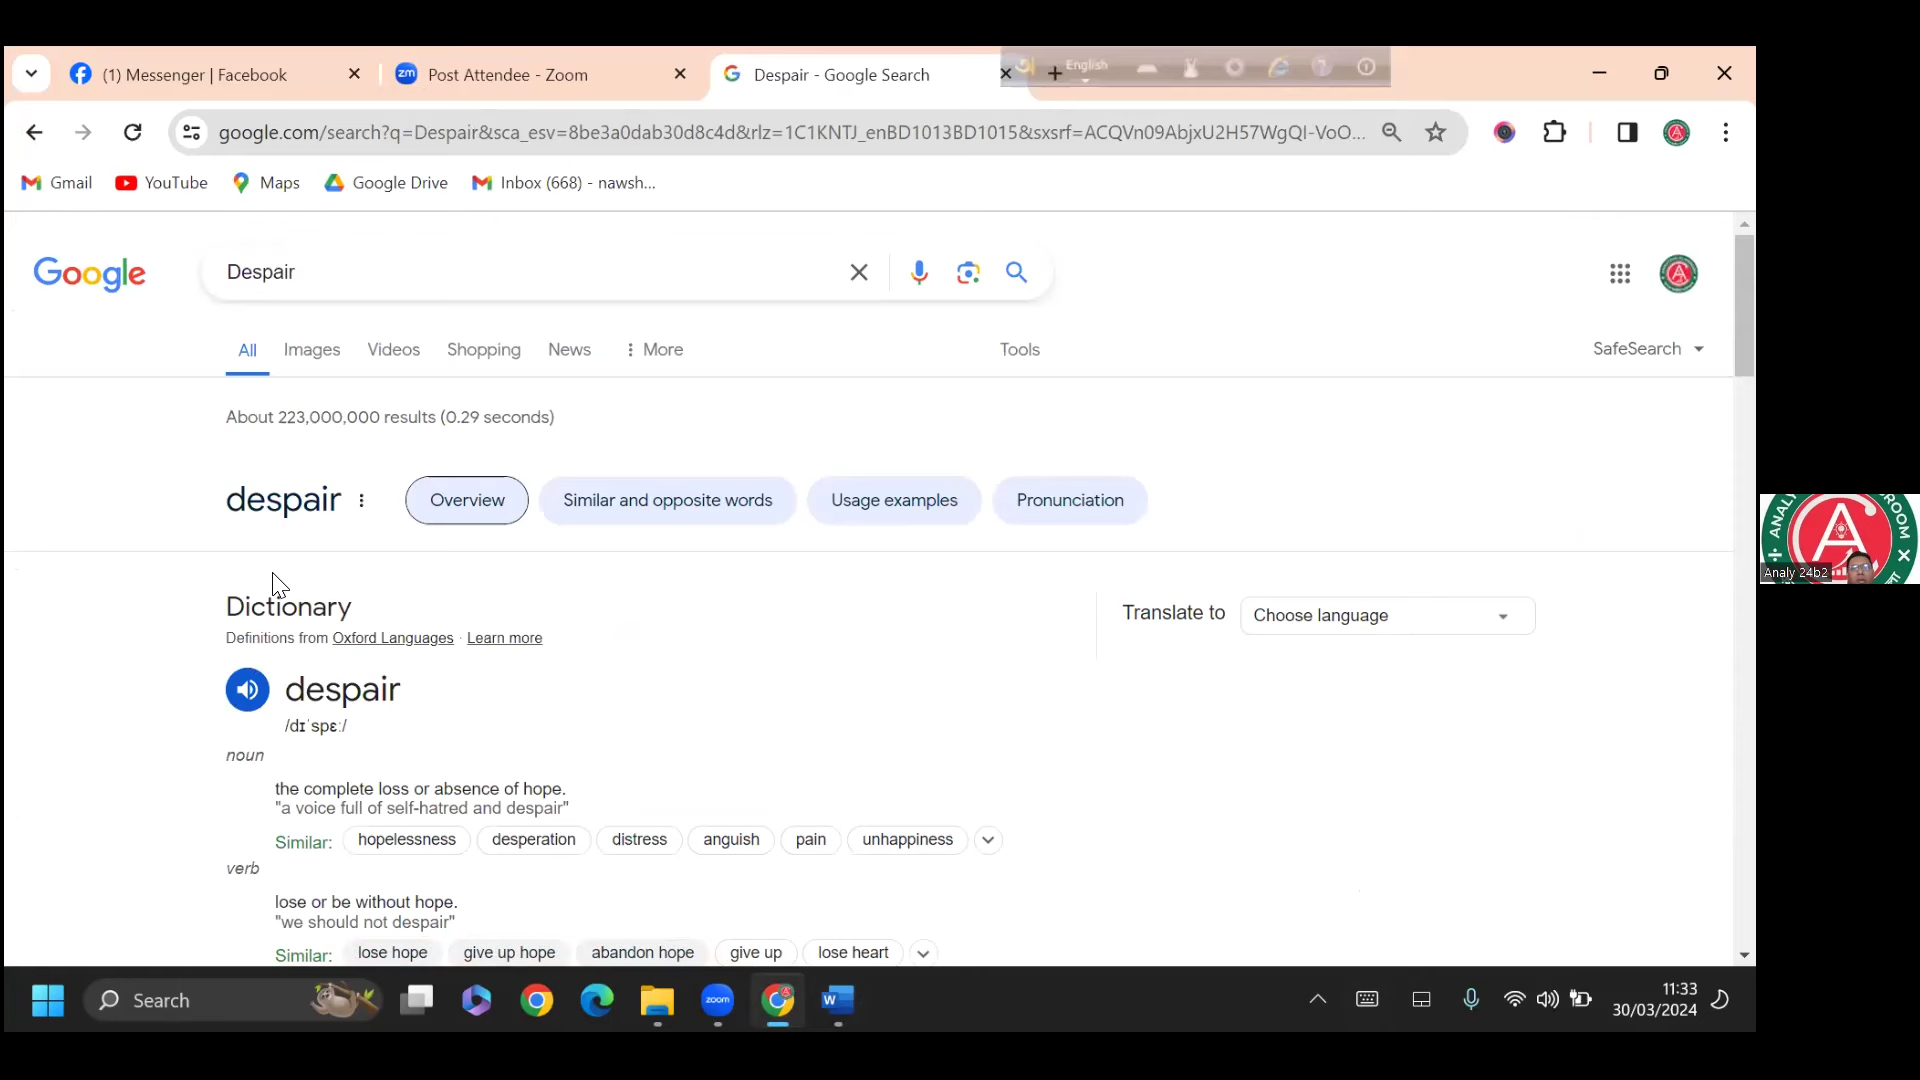 (1) Messenger | Facebook
zm Post Attendee - Zoom
Despair - Google Search
English
google.com/search?q=Despair&sca_esv=8be3a0dab30d8c4d&rlz=1C1KNTJ_enBD1013BD1015&sxsrf=ACQVn09AbjxU2H57WgQI-VoO...
Gmail YouTube Maps Google Drive Inbox (668) - nawsh...
Google Despair
All Images Videos Shopping News More Tools SafeSearch
About 223,000,000 results (0.29 seconds)
despair Overview Similar and opposite words Usage examples Pronunciation
Dictionary
Definitions from Oxford Languages · Learn more
Translate to Choose language
despair
/dɪˈspɛː/
noun
the complete loss or absence of hope.
"a voice full of self-hatred and despair"
Similar: hopelessness desperation distress anguish pain unhappiness
verb
lose or be without hope.
"we should not despair"
Similar: lose hope give up hope abandon hope give up lose heart
Analy 24b2
Search
zoom
W
11:33
30/03/2024